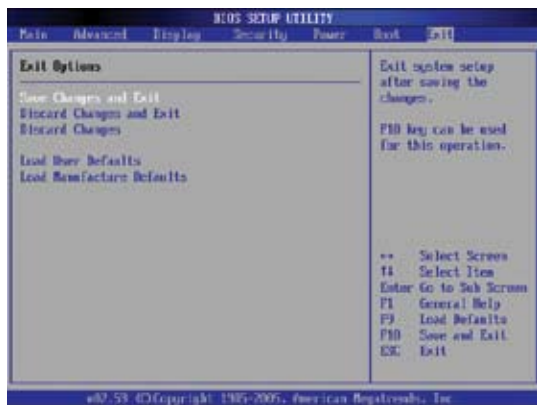 BIOS SETUP UTILITY
Main Advanced Display Security Power Boot Exit
Exit Options
Save Changes and Exit
Discard Changes and Exit
Discard Changes
Load User Defaults
Load Manufacture Defaults
Exit system setup
after saving the
changes.
F10 key can be used
for this operation.
↔ Select Screen
↑↓ Select Item
Enter Go to Sub Screen
F1 General Help
F9 Load Defaults
F10 Save and Exit
ESC Exit
v02.59 (C)Copyright 1985-2005, American Megatrends, Inc.